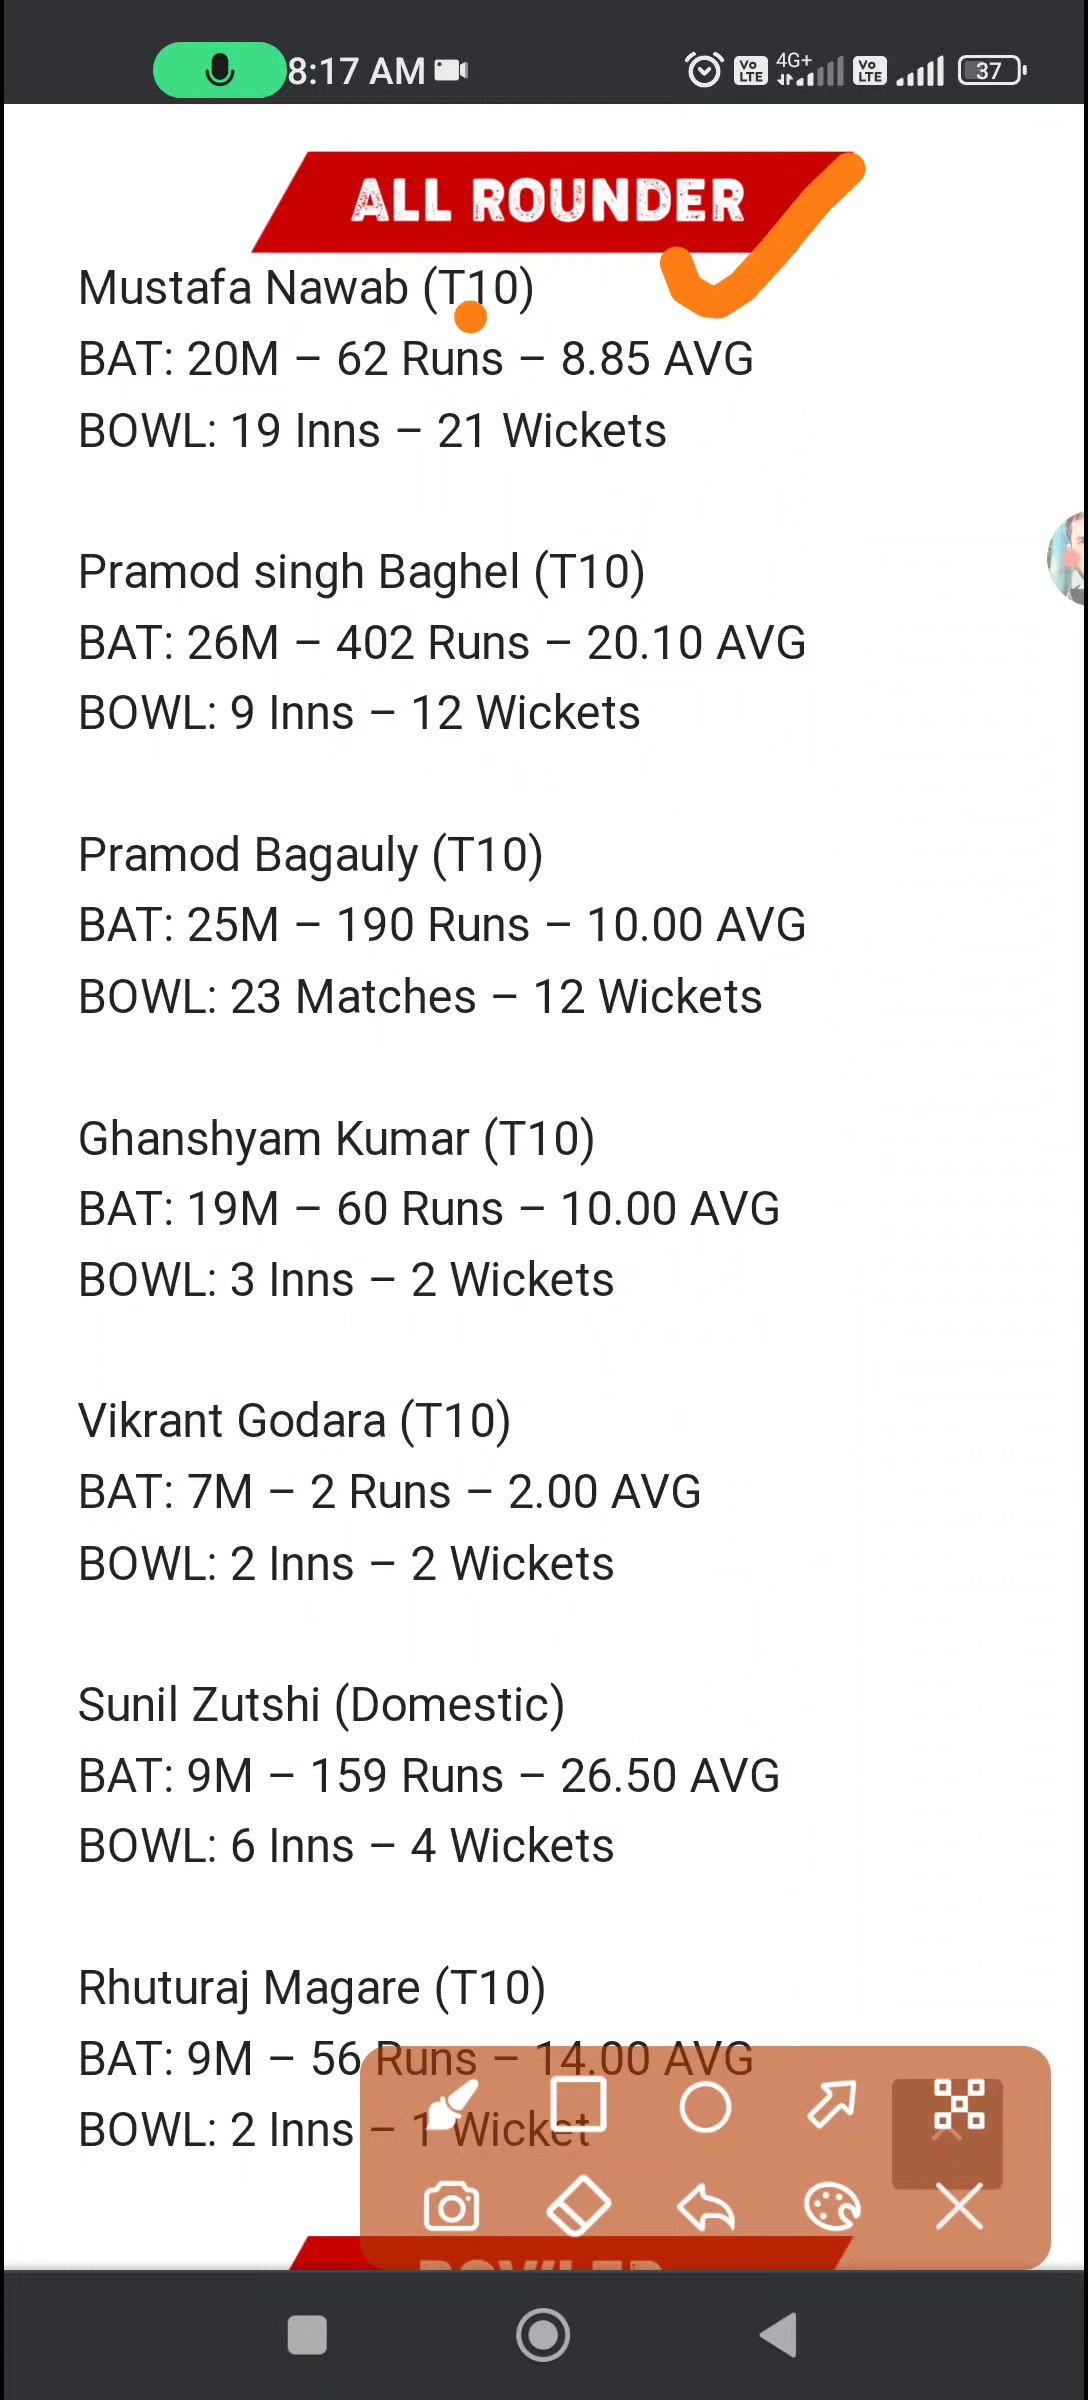 8:17 AM Vo LTE 4G+ Vo LTE 37
ALL ROUNDER
Mustafa Nawab (T10)
BAT: 20M – 62 Runs – 8.85 AVG
BOWL: 19 Inns – 21 Wickets
Pramod singh Baghel (T10)
BAT: 26M – 402 Runs – 20.10 AVG
BOWL: 9 Inns – 12 Wickets
Pramod Bagauly (T10)
BAT: 25M – 190 Runs – 10.00 AVG
BOWL: 23 Matches – 12 Wickets
Ghanshyam Kumar (T10)
BAT: 19M – 60 Runs – 10.00 AVG
BOWL: 3 Inns – 2 Wickets
Vikrant Godara (T10)
BAT: 7M – 2 Runs – 2.00 AVG
BOWL: 2 Inns – 2 Wickets
Sunil Zutshi (Domestic)
BAT: 9M – 159 Runs – 26.50 AVG
BOWL: 6 Inns – 4 Wickets
Rhuturaj Magare (T10)
BAT: 9M – 56 Runs – 14.00 AVG
BOWL: 2 Inns – 1 Wicket
BOWLER